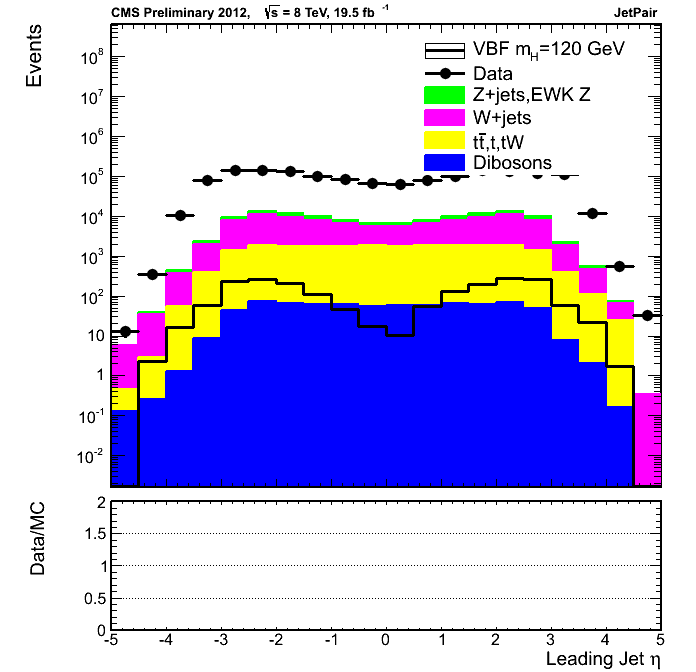 CMS Preliminary 2012, √s = 8 TeV, 19.5 fb⁻¹ JetPair
Events
VBF m_H=120 GeV
Data
Z+jets,EWK Z
W+jets
tt̅,t,tW
Dibosons
10⁸
10⁷
10⁶
10⁵
10⁴
10³
10²
10
1
10⁻¹
10⁻²
Data/MC
2
1.5
1
0.5
0
-5 -4 -3 -2 -1 0 1 2 3 4 5
Leading Jet η